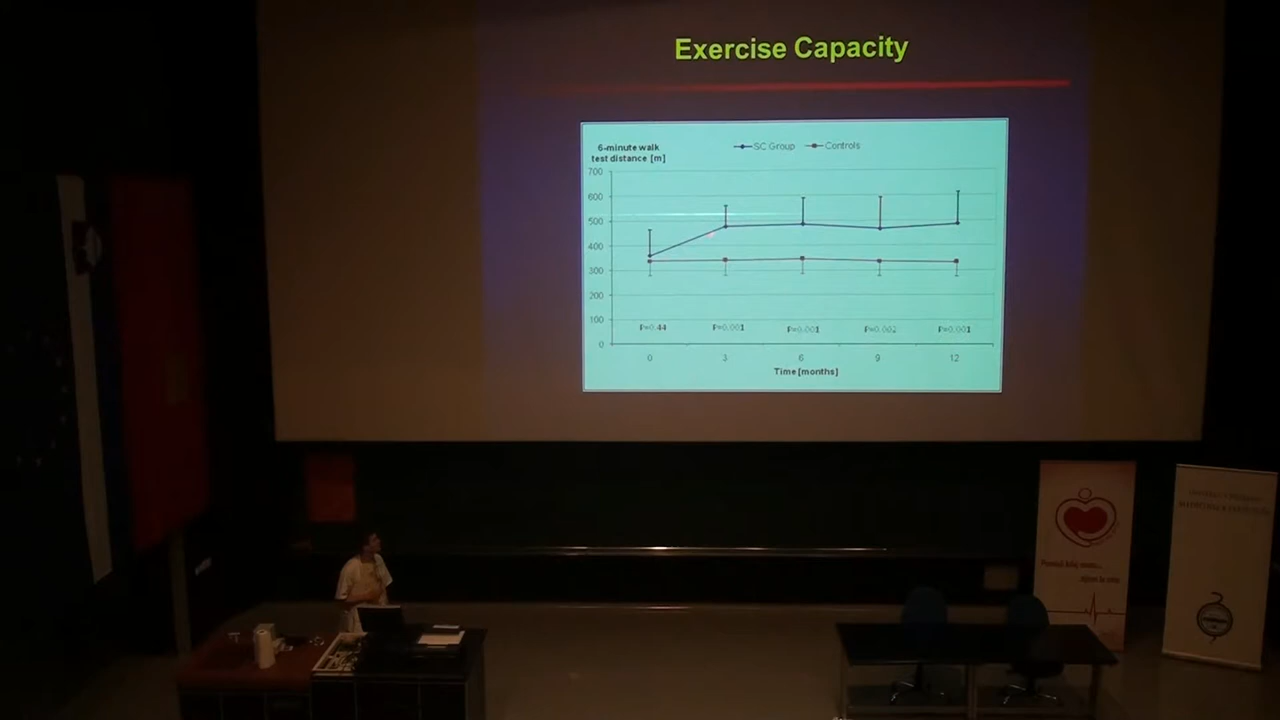 Exercise Capacity
6-minute walk
test distance [m]
SC Group
Controls
700
600
500
400
300
200
100
0
P=0.44
P=0.001
P=0.001
P=0.002
P=0.001
0
3
6
9
12
Time [months]